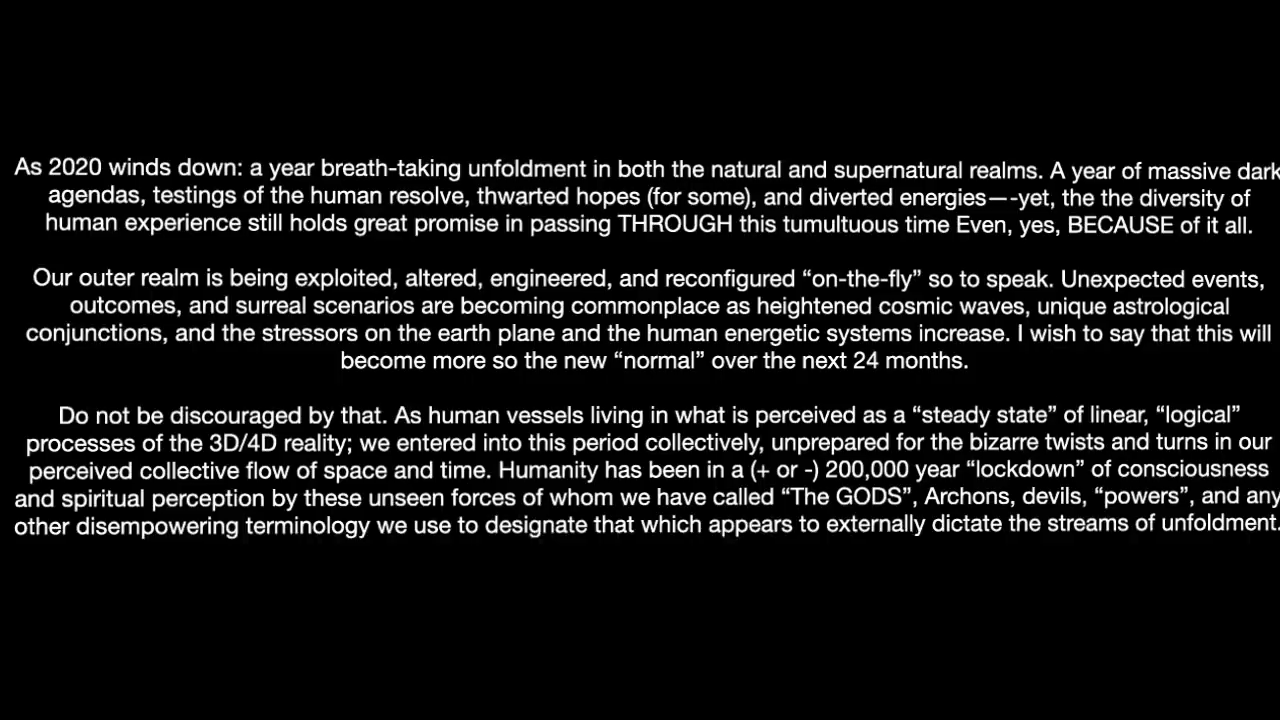 As 2020 winds down: a year breath-taking unfoldment in both the natural and supernatural realms. A year of massive dark
agendas, testings of the human resolve, thwarted hopes (for some), and diverted energies—-yet, the the diversity of
human experience still holds great promise in passing THROUGH this tumultuous time Even, yes, BECAUSE of it all.
Our outer realm is being exploited, altered, engineered, and reconfigured “on-the-fly” so to speak. Unexpected events,
outcomes, and surreal scenarios are becoming commonplace as heightened cosmic waves, unique astrological
conjunctions, and the stressors on the earth plane and the human energetic systems increase. I wish to say that this will
become more so the new “normal” over the next 24 months.
Do not be discouraged by that. As human vessels living in what is perceived as a “steady state” of linear, “logical”
processes of the 3D/4D reality; we entered into this period collectively, unprepared for the bizarre twists and turns in our
perceived collective flow of space and time. Humanity has been in a (+ or -) 200,000 year “lockdown” of consciousness
and spiritual perception by these unseen forces of whom we have called “The GODS”, Archons, devils, “powers”, and any
other disempowering terminology we use to designate that which appears to externally dictate the streams of unfoldment.